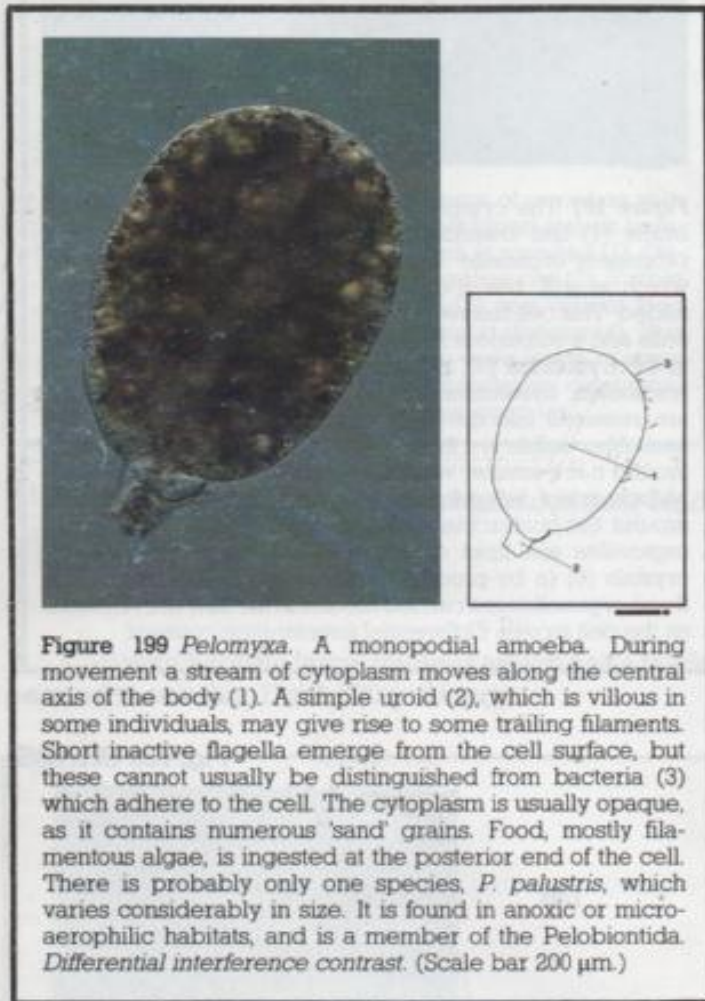 3
1
2
Figure 199 Pelomyxa. A monopodial amoeba. During
movement a stream of cytoplasm moves along the central
axis of the body (1). A simple uroid (2), which is villous in
some individuals, may give rise to some trailing filaments.
Short inactive flagella emerge from the cell surface, but
these cannot usually be distinguished from bacteria (3)
which adhere to the cell. The cytoplasm is usually opaque,
as it contains numerous 'sand' grains. Food, mostly fila-
mentous algae, is ingested at the posterior end of the cell.
There is probably only one species, P. palustris, which
varies considerably in size. It is found in anoxic or micro-
aerophilic habitats, and is a member of the Pelobiontida.
Differential interference contrast. (Scale bar 200 µm.)